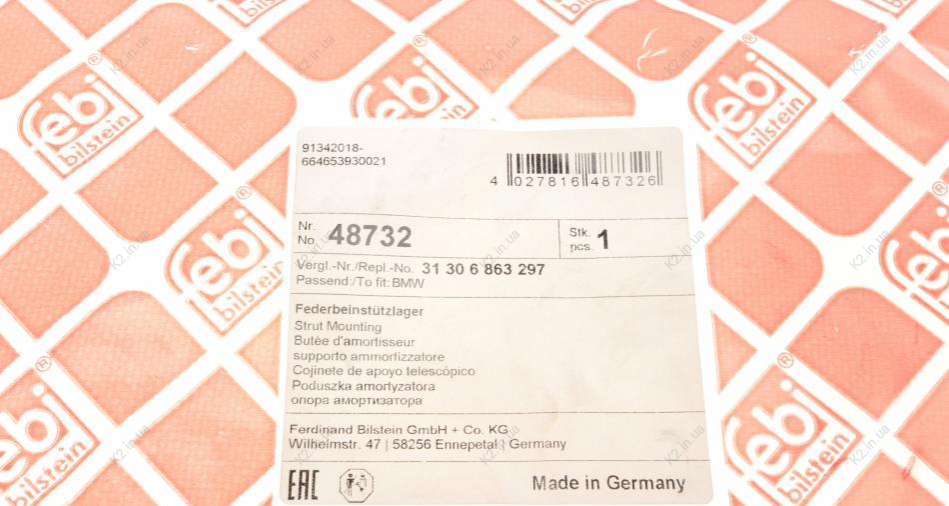 febi
bilstein
91342018-
664653930021
4 027816 487326
Nr.
No. 48732
Stk.
pcs. 1
Vergl.-Nr./Repl.-No. 31 30 6 863 297
Passend:/To fit:BMW
Federbeinstützlager
Strut Mounting
Butée d'amortisseur
supporto ammortizzatore
Cojinete de apoyo telescópico
Poduszka amortyzatora
опора амортизатора
Ferdinand Bilstein GmbH + Co. KG
Wilhelmstr. 47 | 58256 Ennepetal | Germany
EAC
Made in Germany
K2.in.ua